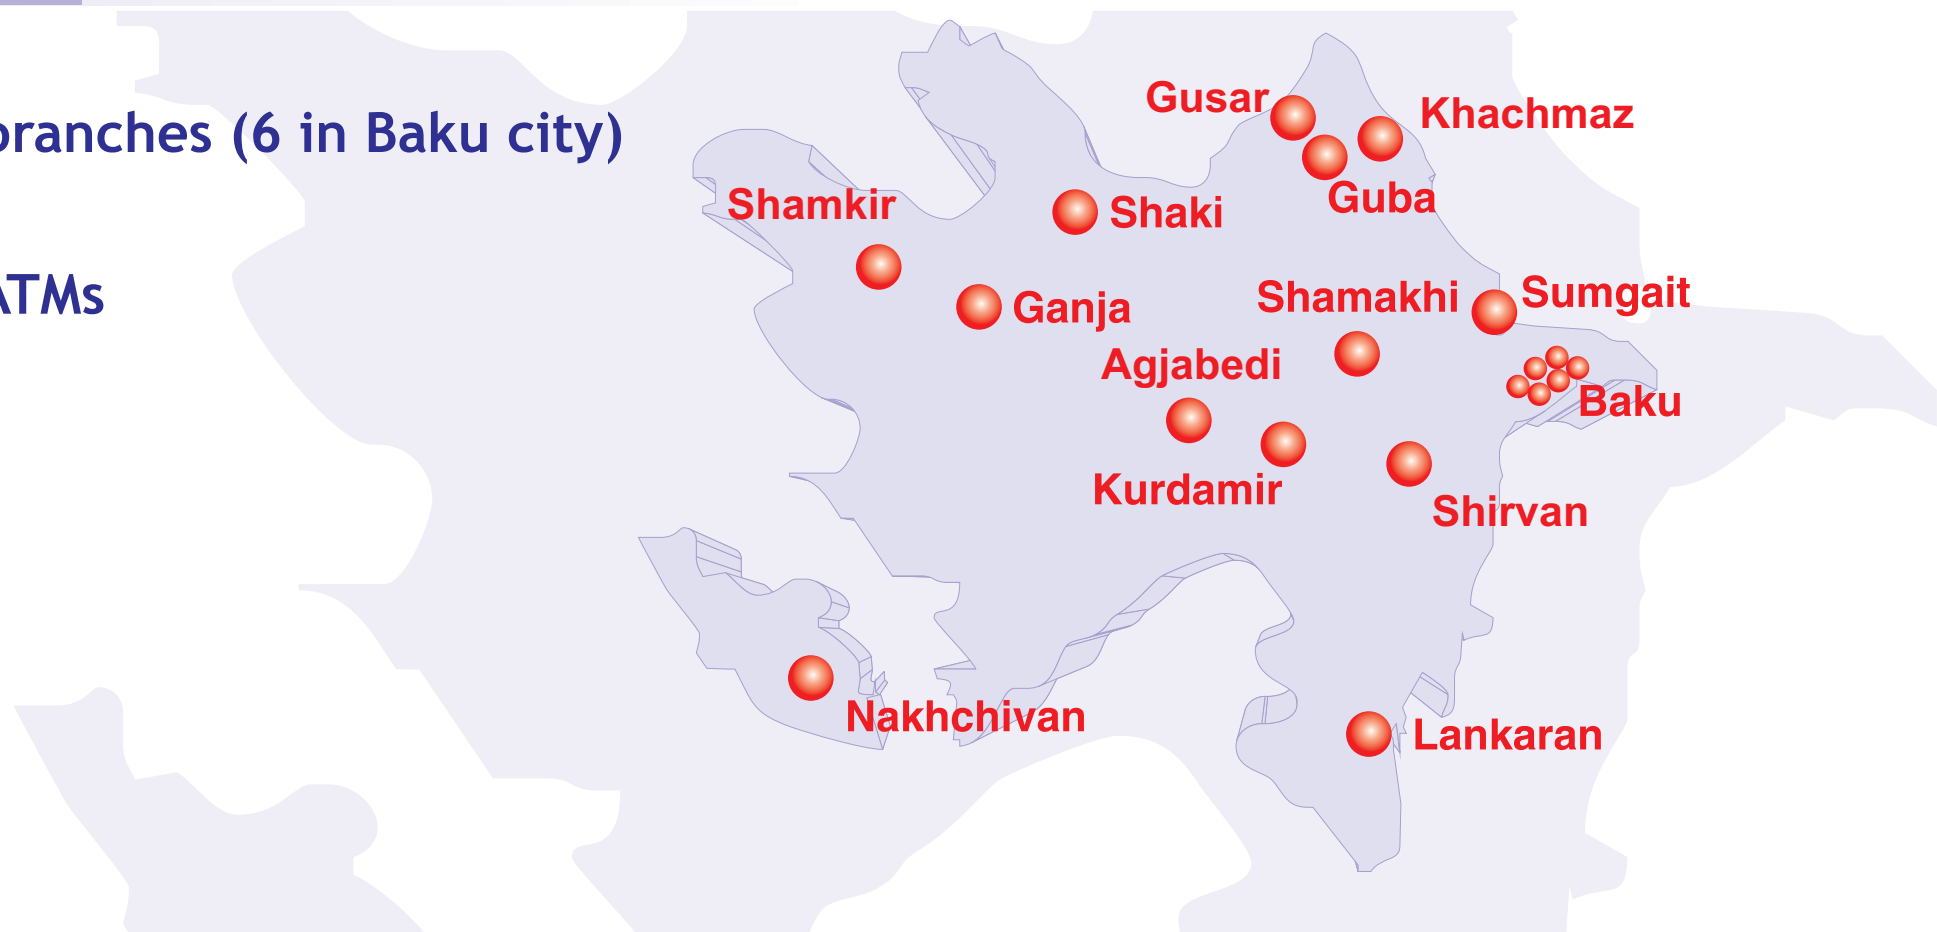 branches (6 in Baku city)
ATMs
Gusar
Khachmaz
Guba
Shamkir
Shaki
Ganja
Shamakhi
Sumgait
Agjabedi
Baku
Kurdamir
Shirvan
Nakhchivan
Lankaran